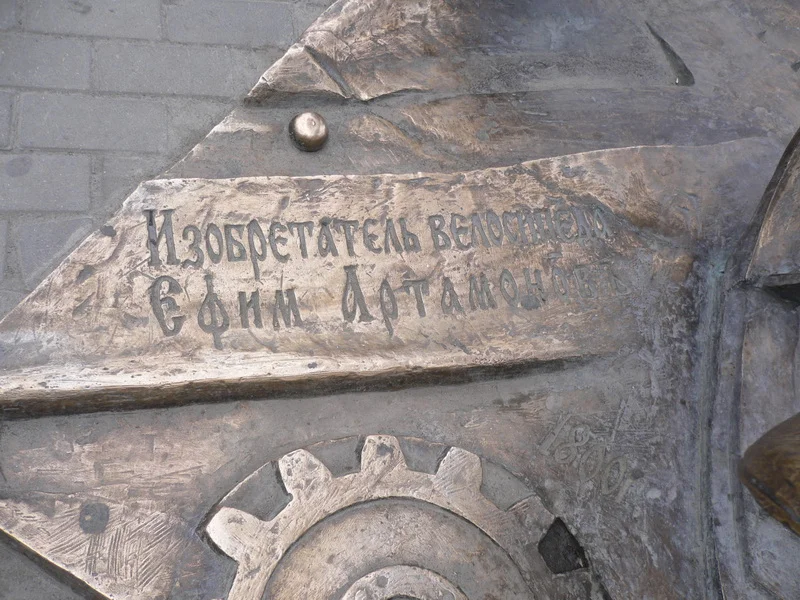 Изобретатель велосипеда
Ефим Артамонов